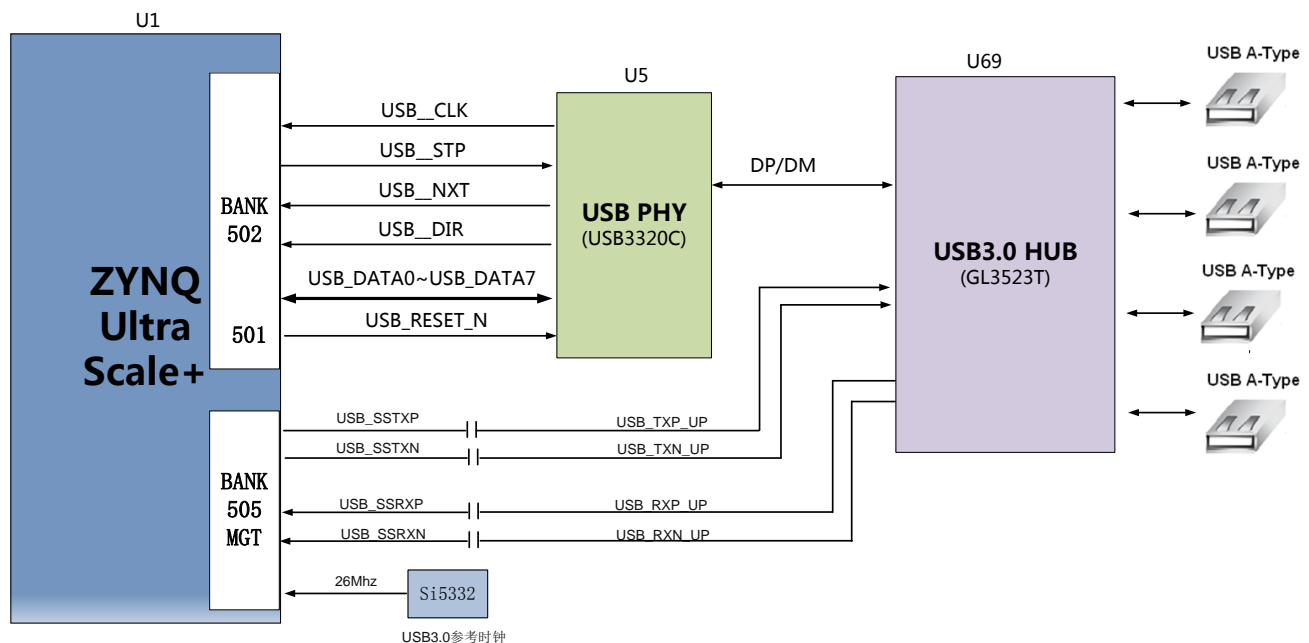 U1
ZYNQ
Ultra
Scale+
BANK
502
501
BANK
505
MGT
USB__CLK
USB__STP
USB__NXT
USB__DIR
USB_DATA0~USB_DATA7
USB_RESET_N
U5
USB PHY
(USB3320C)
DP/DM
U69
USB3.0 HUB
(GL3523T)
USB A-Type
USB A-Type
USB A-Type
USB A-Type
USB_SSTXP
USB_TXP_UP
USB_SSTXN
USB_TXN_UP
USB_SSRXP
USB_RXP_UP
USB_SSRXN
USB_RXN_UP
26Mhz
Si5332
USB3.0参考时钟